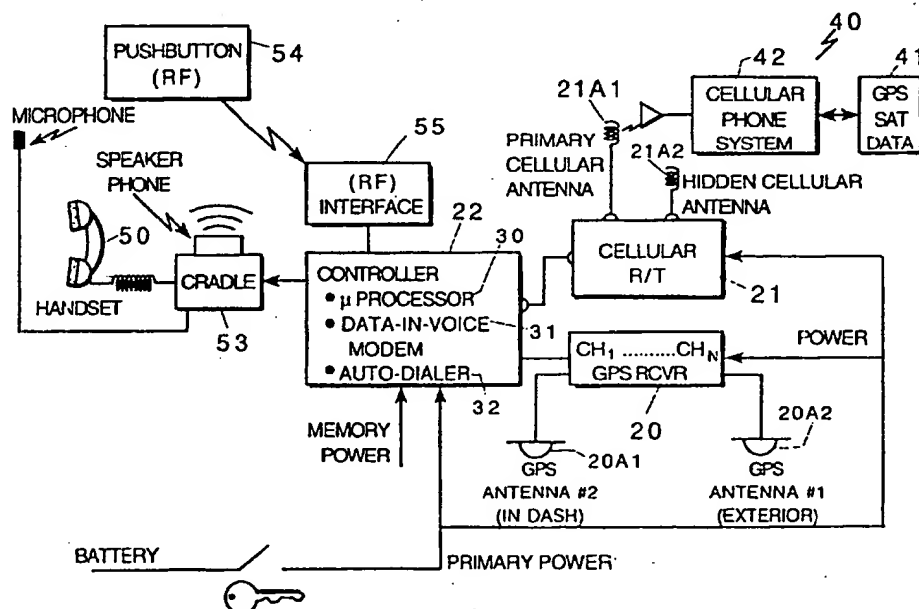 PUSHBUTTON
(RF)
54
40
42
41
CELLULAR
PHONE
SYSTEM
GPS
SAT
DATA
21A1
PRIMARY
CELLULAR
ANTENNA
21A2
HIDDEN CELLULAR
ANTENNA
MICROPHONE
SPEAKER
PHONE
50
HANDSET
CRADLE
53
55
(RF)
INTERFACE
22
30
CONTROLLER
• µ PROCESSOR
• DATA-IN-VOICE
MODEM
• AUTO-DIALER
31
32
CELLULAR
R/T
21
POWER
CH1 ..........CHN
GPS RCVR
20
MEMORY
POWER
20A1
GPS
ANTENNA #2
(IN DASH)
20A2
GPS
ANTENNA #1
(EXTERIOR)
BATTERY
PRIMARY POWER